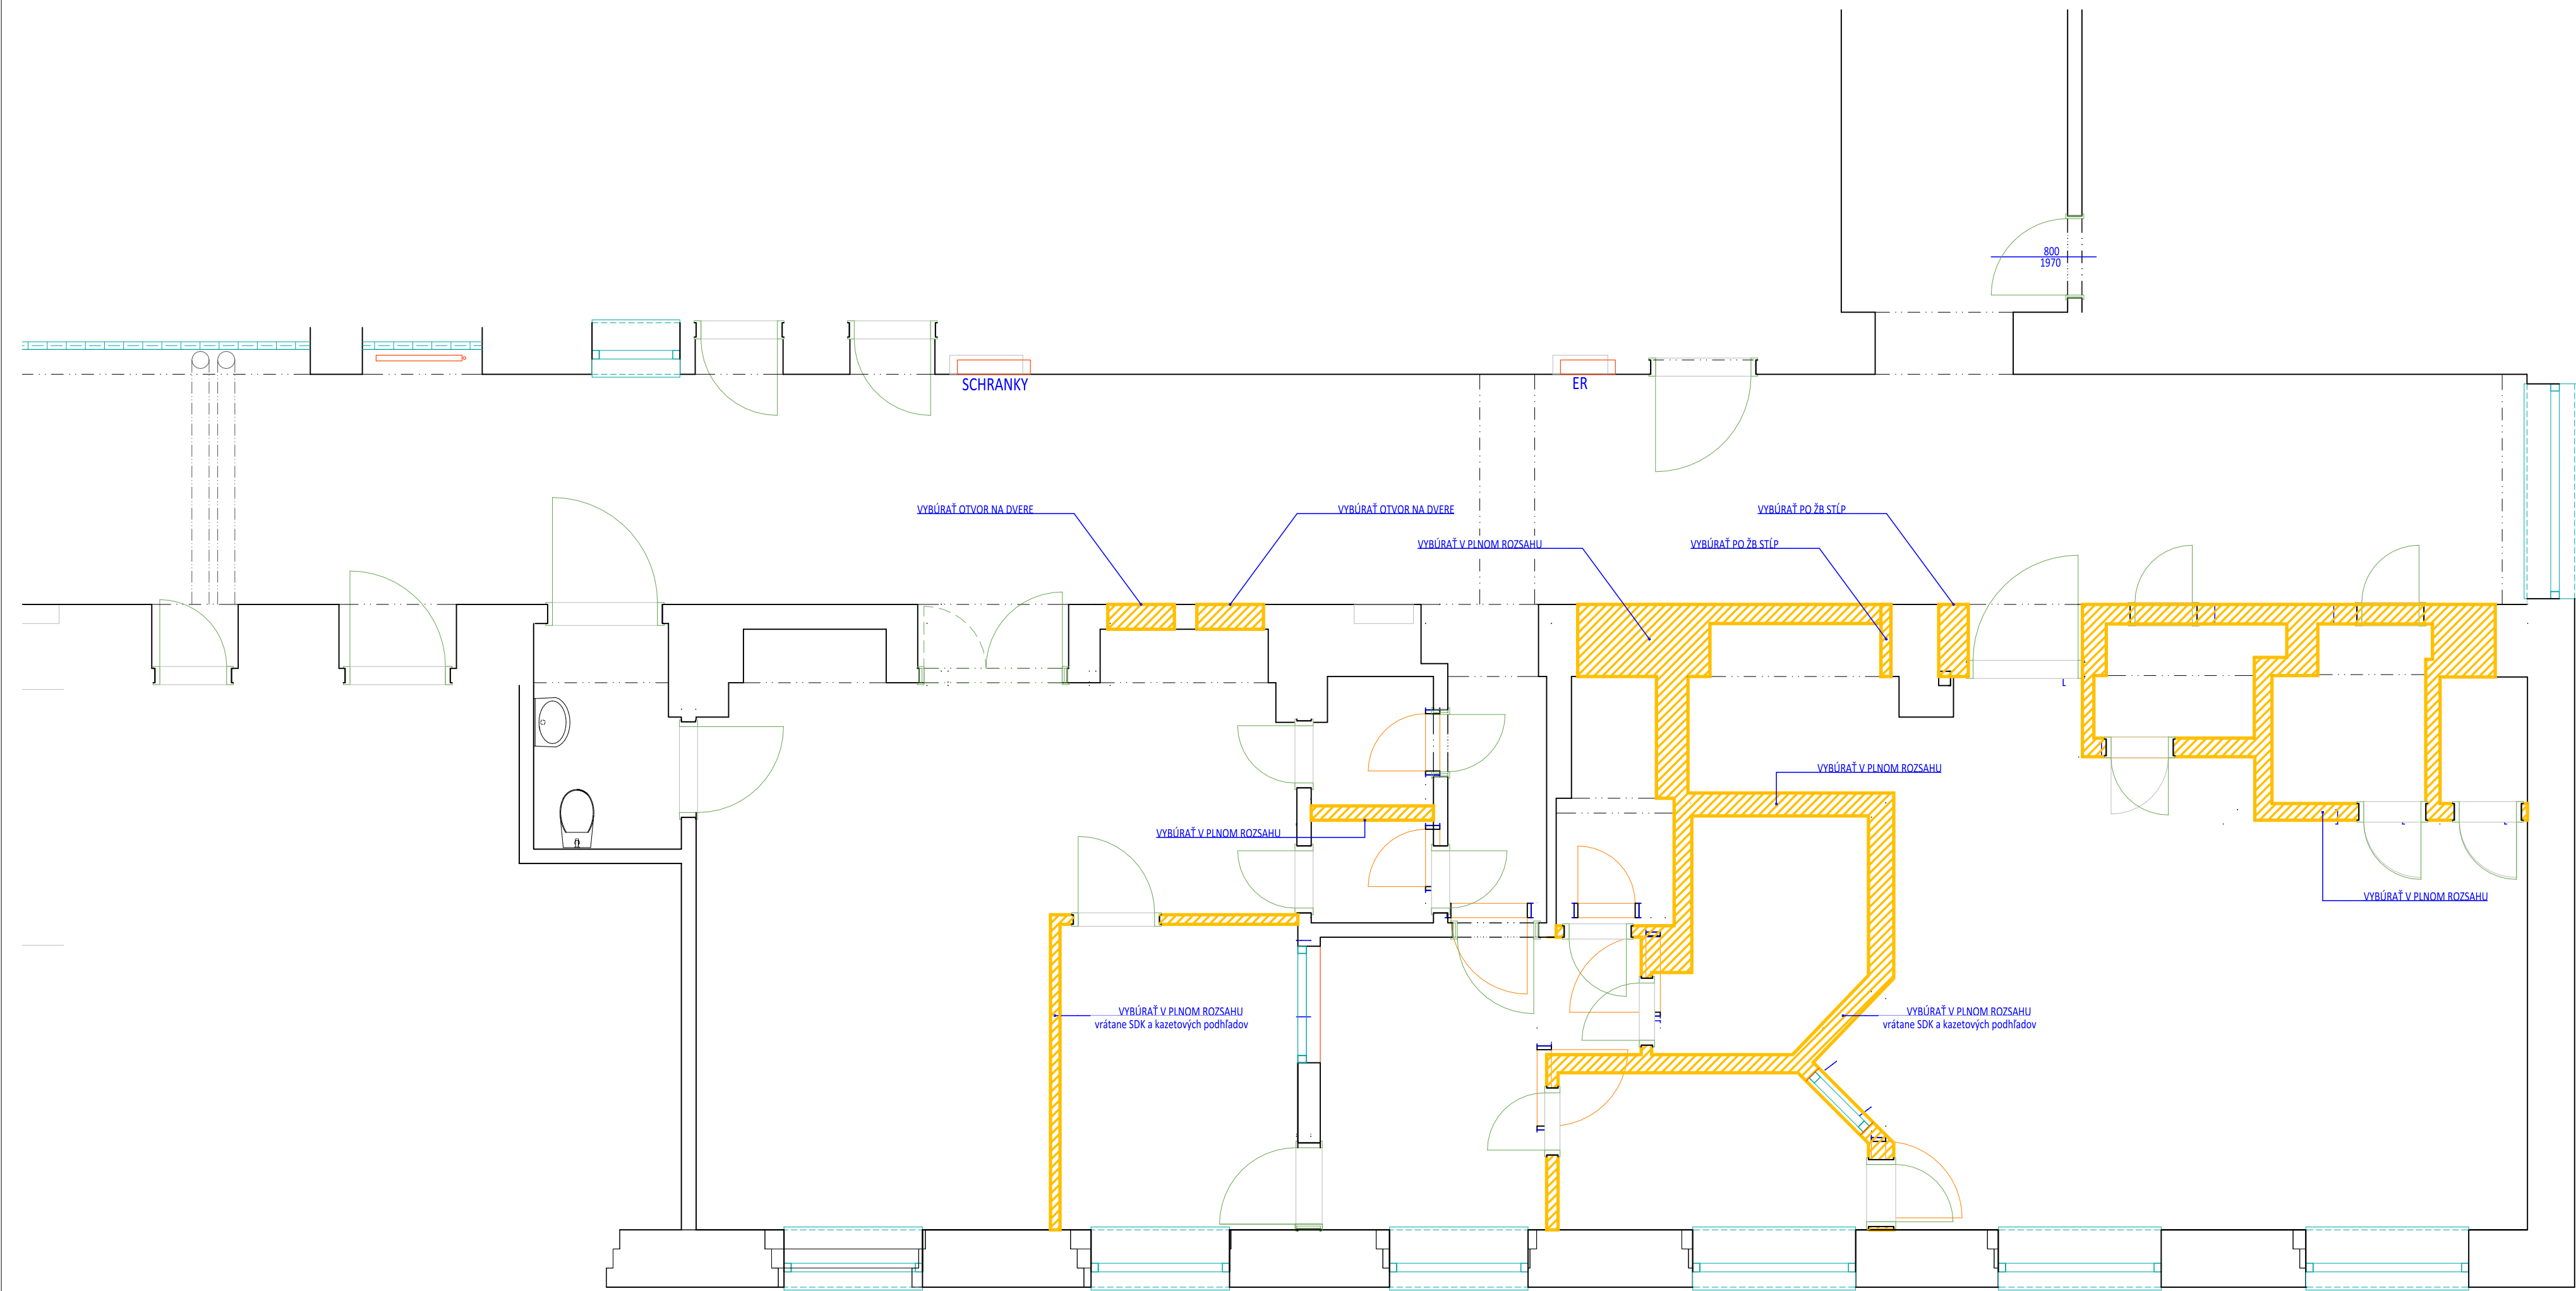 800
1970
SCHRANKY
ER
VYBÚRAŤ OTVOR NA DVERE
VYBÚRAŤ OTVOR NA DVERE
VYBÚRAŤ PO ŽB STĹP
VYBÚRAŤ V PLNOM ROZSAHU
VYBÚRAŤ PO ŽB STĹP
VYBÚRAŤ V PLNOM ROZSAHU
VYBÚRAŤ V PLNOM ROZSAHU
VYBÚRAŤ V PLNOM ROZSAHU
VYBÚRAŤ V PLNOM ROZSAHU
vrátane SDK a kazetových podhľadov
VYBÚRAŤ V PLNOM ROZSAHU
vrátane SDK a kazetových podhľadov